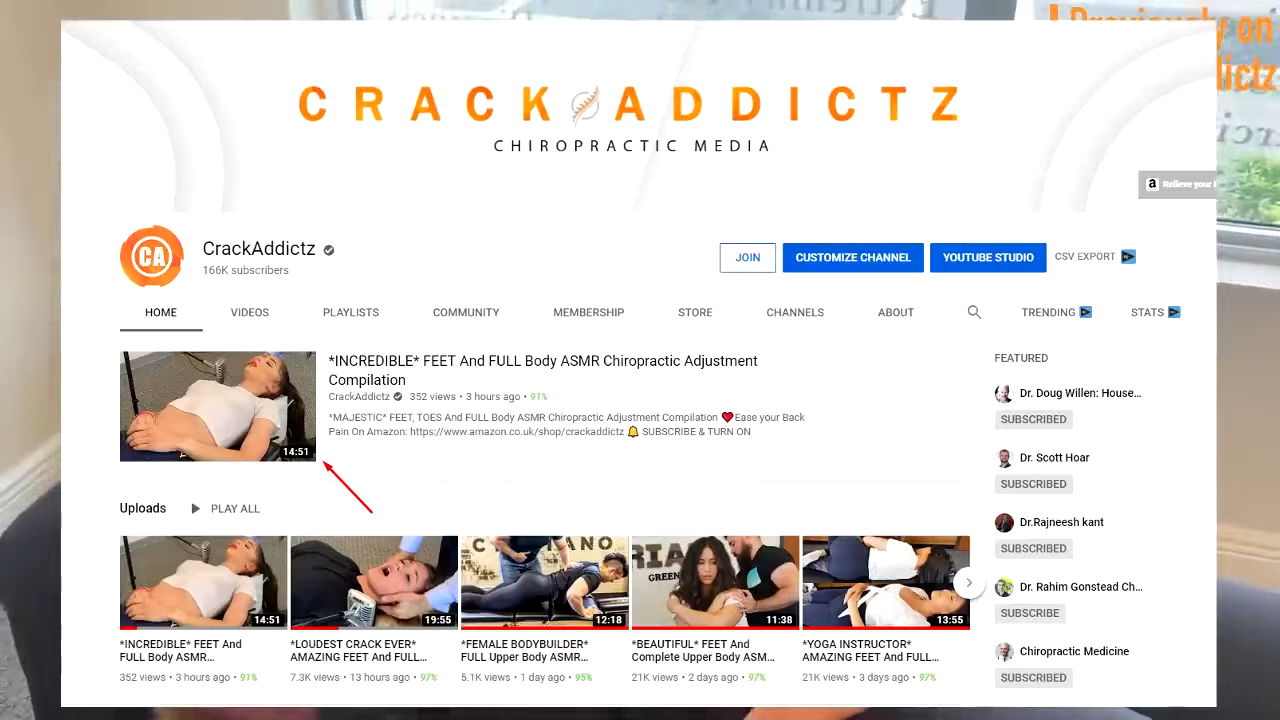 Previously on
dictz
CRACK ADDICTZ
CHIROPRACTIC MEDIA
Relieve your
CrackAddictz
166K subscribers
JOIN
CUSTOMIZE CHANNEL
YOUTUBE STUDIO
CSV EXPORT
HOME
VIDEOS
PLAYLISTS
COMMUNITY
MEMBERSHIP
STORE
CHANNELS
ABOUT
TRENDING
STATS
*INCREDIBLE* FEET And FULL Body ASMR Chiropractic Adjustment
Compilation
CrackAddictz 352 views • 3 hours ago • 91%
*MAJESTIC* FEET, TOES And FULL Body ASMR Chiropractic Adjustment Compilation ❤️Ease your Back
Pain On Amazon: https://www.amazon.co.uk/shop/crackaddictz 🔔 SUBSCRIBE & TURN ON
14:51
FEATURED
Dr. Doug Willen: House...
SUBSCRIBED
Dr. Scott Hoar
SUBSCRIBED
Dr.Rajneesh kant
SUBSCRIBED
Dr. Rahim Gonstead Ch...
SUBSCRIBE
Chiropractic Medicine
SUBSCRIBED
Uploads
PLAY ALL
14:51
*INCREDIBLE* FEET And
FULL Body ASMR...
352 views • 3 hours ago • 91%
19:55
*LOUDEST CRACK EVER*
AMAZING FEET And FULL...
7.3K views • 13 hours ago • 97%
12:18
*FEMALE BODYBUILDER*
FULL Upper Body ASMR...
5.1K views • 1 day ago • 95%
GREEN
11:38
*BEAUTIFUL* FEET And
Complete Upper Body ASM...
21K views • 2 days ago • 97%
13:55
*YOGA INSTRUCTOR*
AMAZING FEET And FULL...
21K views • 3 days ago • 97%